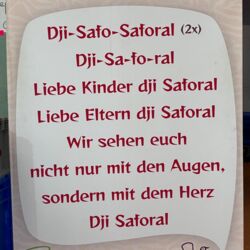 Dji-Safo-Saforal (2x)
Dji-Sa-fo-ral
Liebe Kinder dji Saforal
Liebe Eltern dji Saforal
Wir sehen euch
nicht nur mit den Augen,
sondern mit dem Herz
Dji Saforal